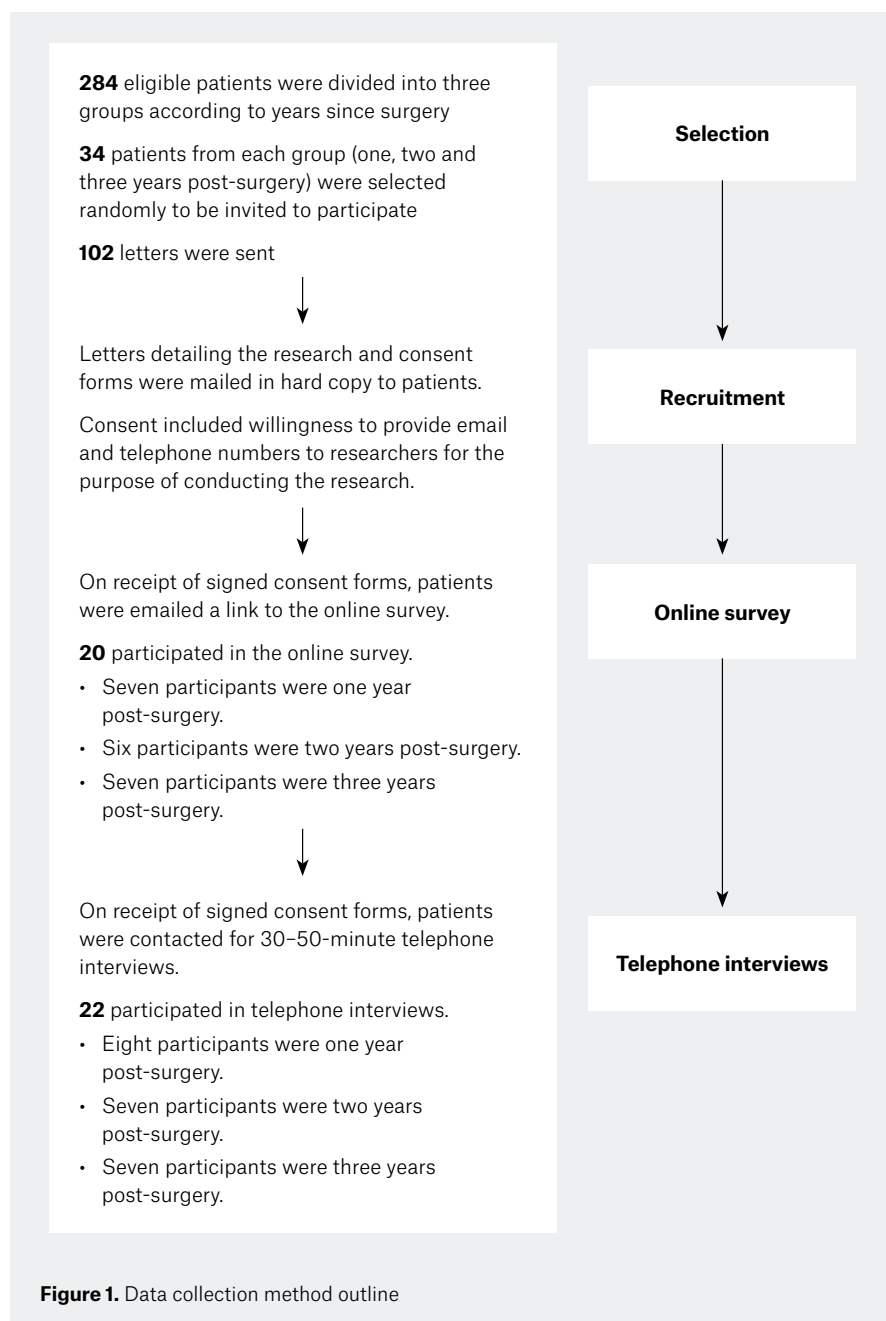 284 eligible patients were divided into three
groups according to years since surgery
34 patients from each group (one, two and
three years post-surgery) were selected
randomly to be invited to participate
102 letters were sent
Selection
Letters detailing the research and consent
forms were mailed in hard copy to patients.
Consent included willingness to provide email
and telephone numbers to researchers for the
purpose of conducting the research.
Recruitment
On receipt of signed consent forms, patients
were emailed a link to the online survey.
20 participated in the online survey.
• Seven participants were one year
post-surgery.
• Six participants were two years post-surgery.
• Seven participants were three years
post-surgery.
Online survey
On receipt of signed consent forms, patients
were contacted for 30–50-minute telephone
interviews.
22 participated in telephone interviews.
• Eight participants were one year
post-surgery.
• Seven participants were two years
post-surgery.
• Seven participants were three years
post-surgery.
Telephone interviews
Figure 1. Data collection method outline